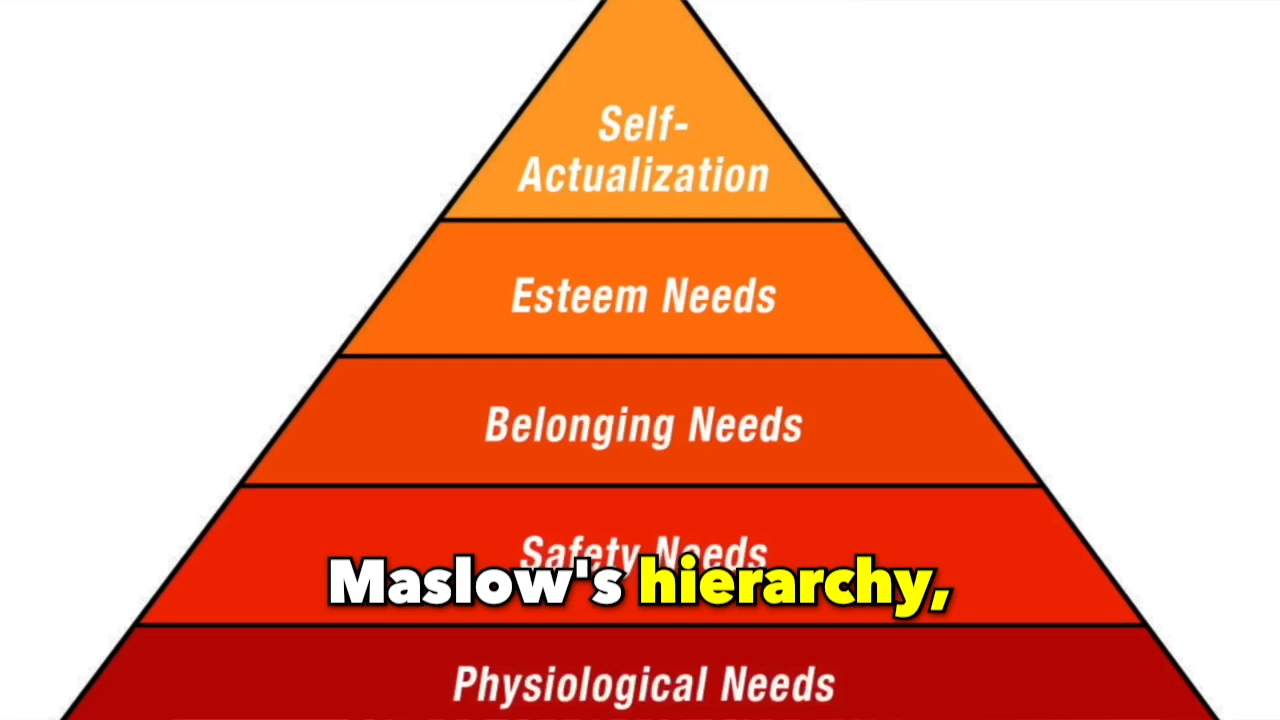 Self-
Actualization
Esteem Needs
Belonging Needs
Safety Needs
Maslow's hierarchy,
Physiological Needs